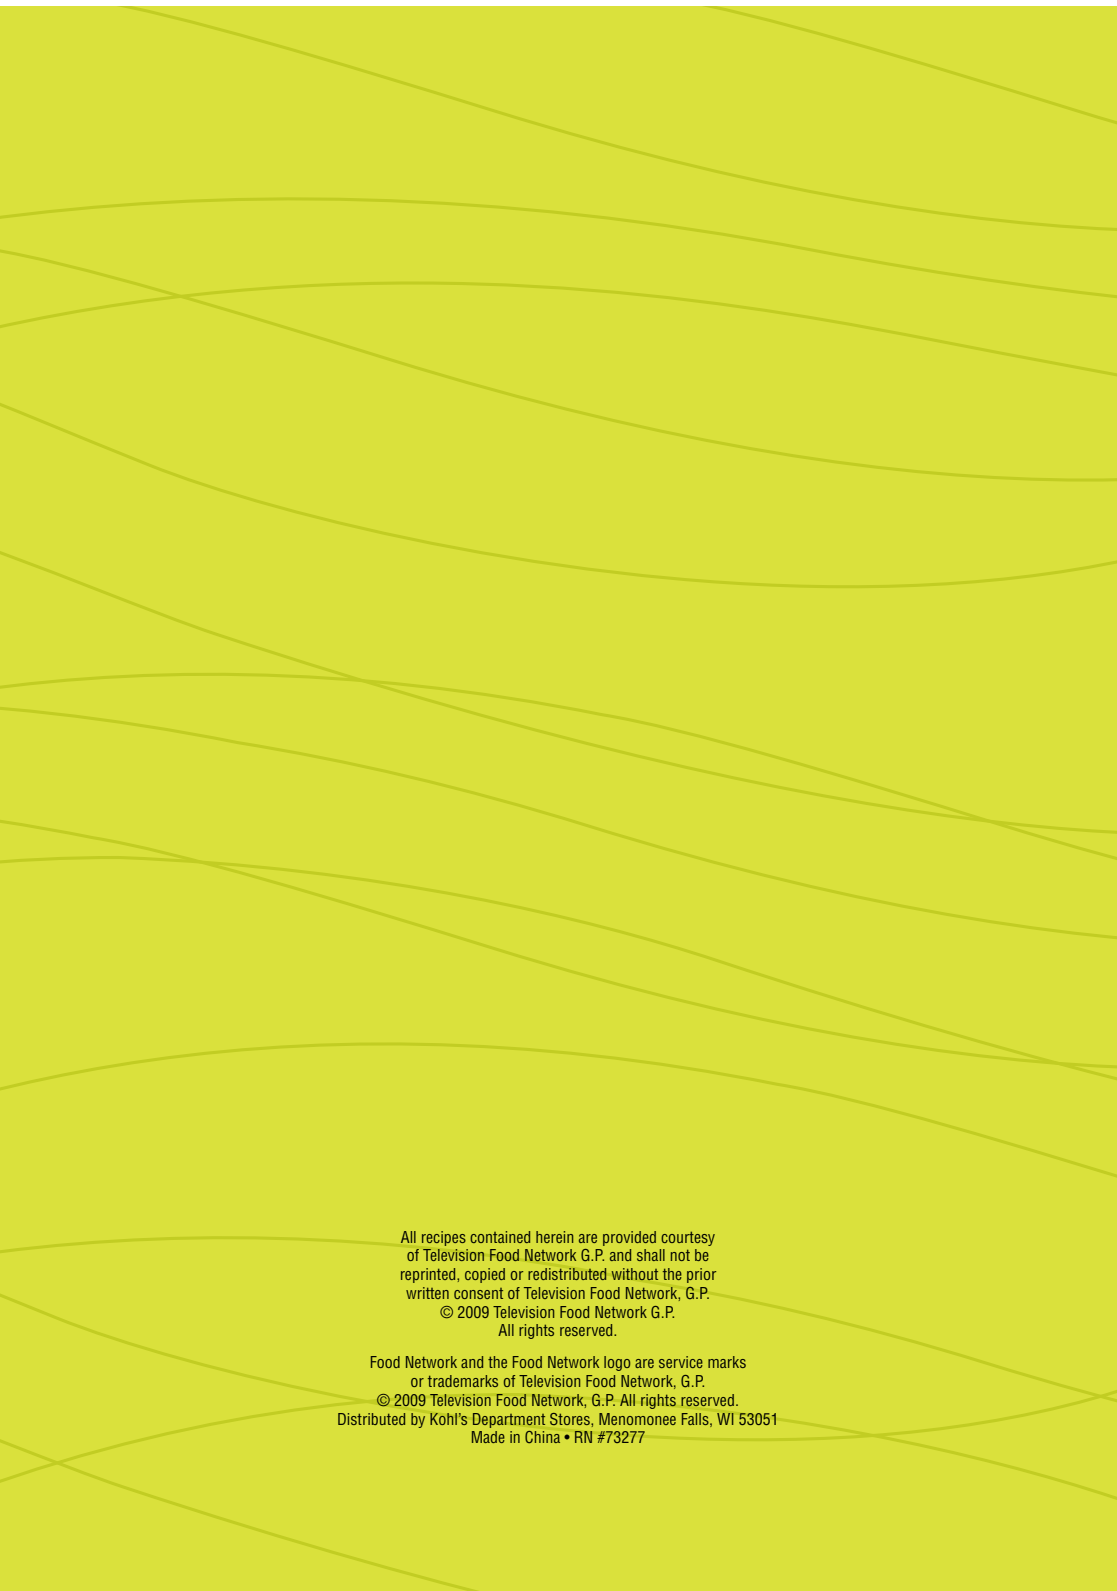 All recipes contained herein are provided courtesy
of Television Food Network G.P. and shall not be
reprinted, copied or redistributed without the prior
written consent of Television Food Network, G.P.
© 2009 Television Food Network G.P.
All rights reserved.
Food Network and the Food Network logo are service marks
or trademarks of Television Food Network, G.P.
© 2009 Television Food Network, G.P. All rights reserved.
Distributed by Kohl's Department Stores, Menomonee Falls, WI 53051
Made in China • RN #73277